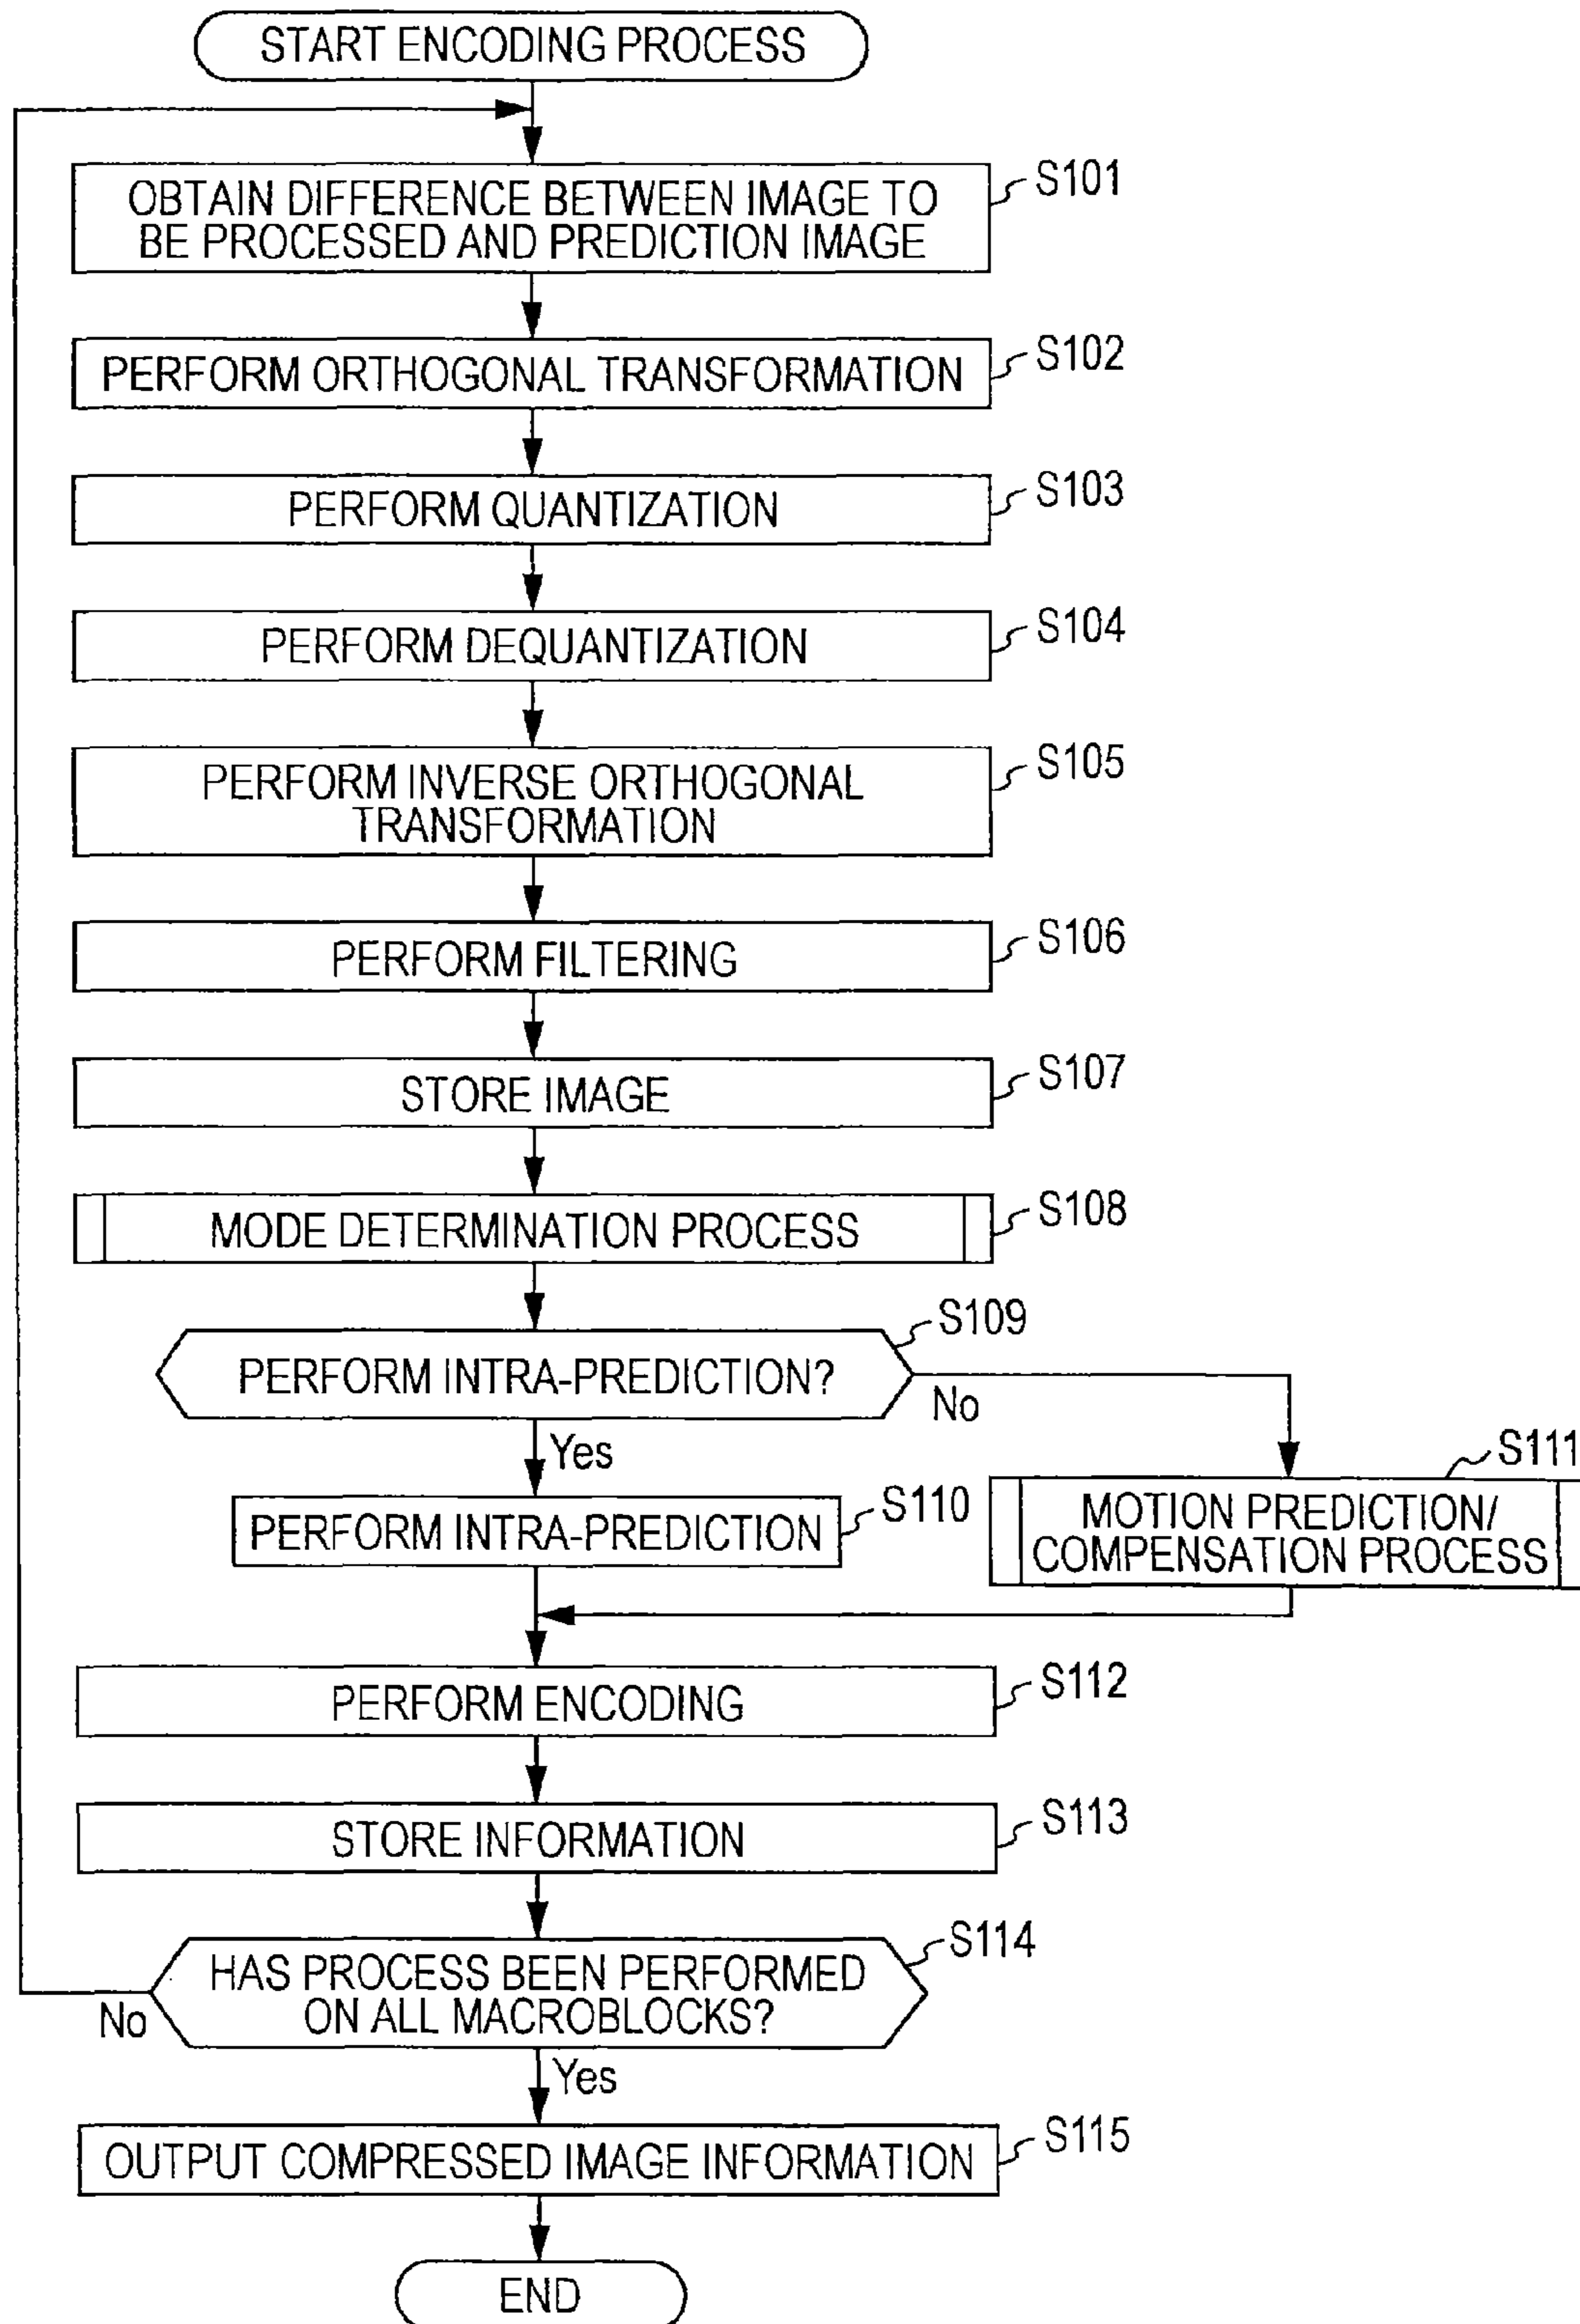 START ENCODING PROCESS
OBTAIN DIFFERENCE BETWEEN IMAGE TO
BE PROCESSED AND PREDICTION IMAGE
S101
PERFORM ORTHOGONAL TRANSFORMATION
S102
PERFORM QUANTIZATION
S103
PERFORM DEQUANTIZATION
S104
PERFORM INVERSE ORTHOGONAL
TRANSFORMATION
S105
PERFORM FILTERING
S106
STORE IMAGE
S107
MODE DETERMINATION PROCESS
S108
PERFORM INTRA-PREDICTION?
S109
No
Yes
PERFORM INTRA-PREDICTION
S110
MOTION PREDICTION/
COMPENSATION PROCESS
S111
PERFORM ENCODING
S112
STORE INFORMATION
S113
HAS PROCESS BEEN PERFORMED
ON ALL MACROBLOCKS?
S114
No
Yes
OUTPUT COMPRESSED IMAGE INFORMATION
S115
END